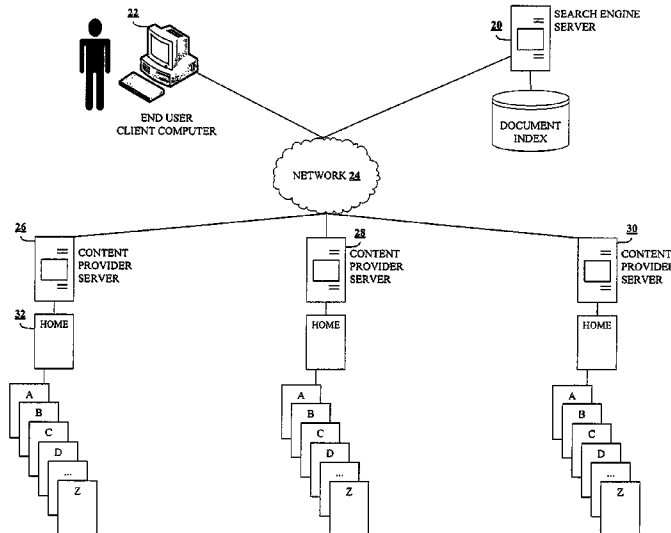 22
END USER
CLIENT COMPUTER
20
SEARCH ENGINE
SERVER
DOCUMENT
INDEX
NETWORK 24
26
CONTENT
PROVIDER
SERVER
28
CONTENT
PROVIDER
SERVER
30
CONTENT
PROVIDER
SERVER
32
HOME
HOME
HOME
A
B
C
D
...
Z
A
B
C
D
...
Z
A
B
C
D
...
Z